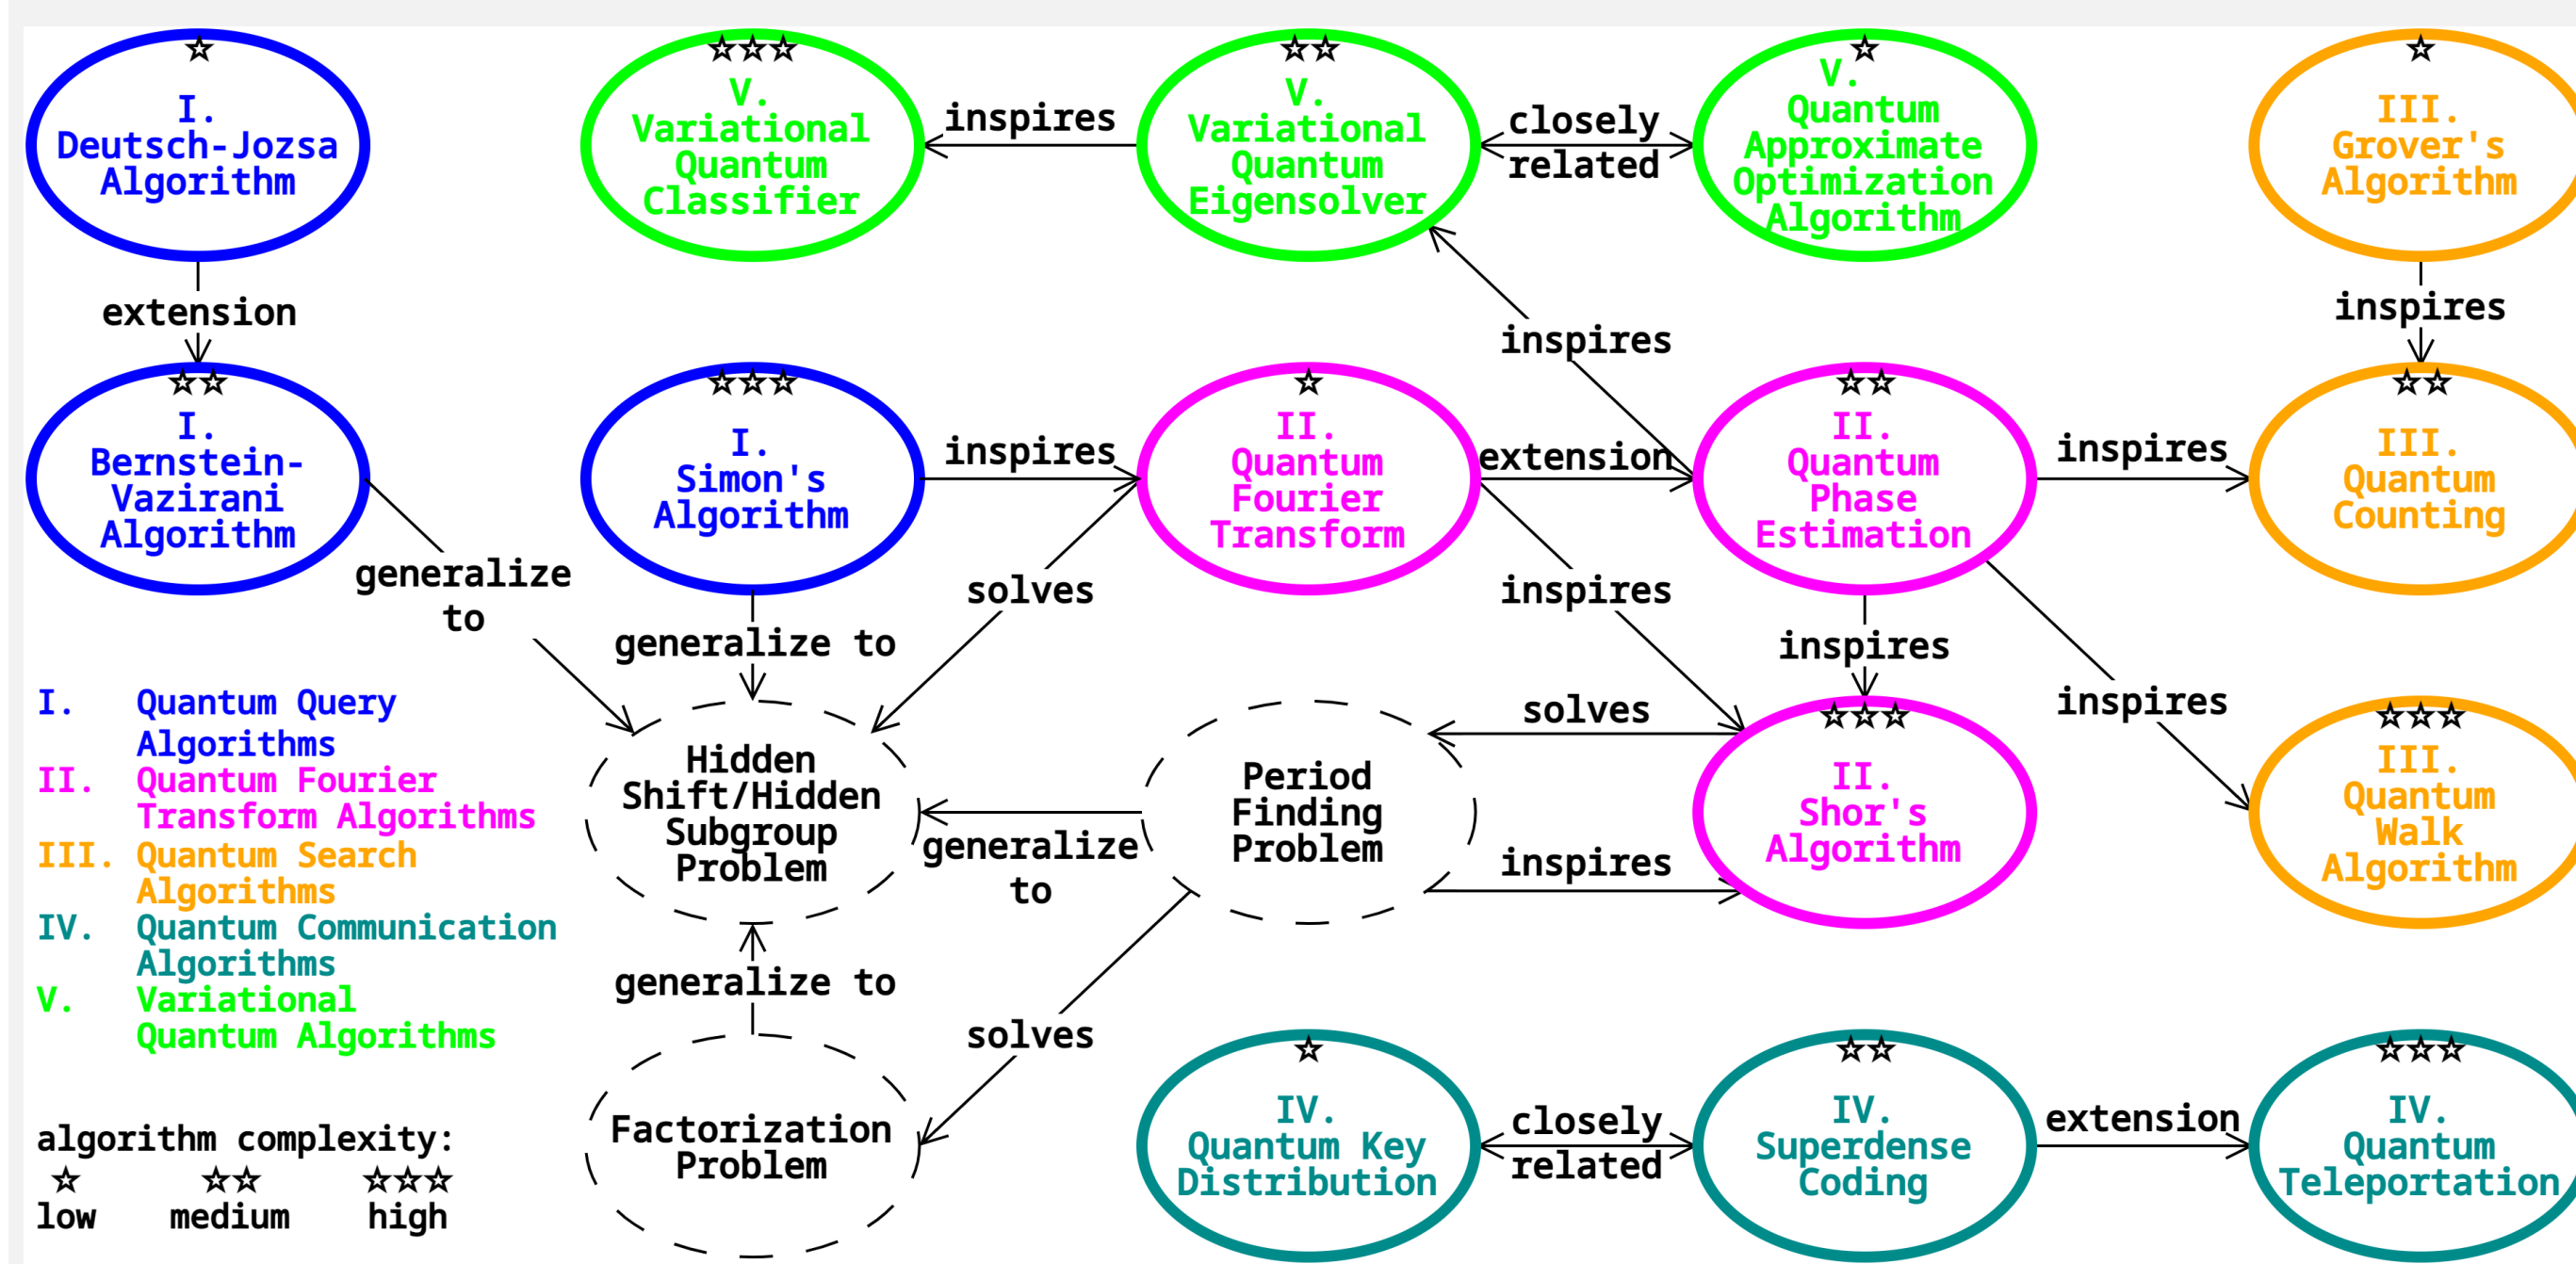 ☆
I.
Deutsch-Jozsa
Algorithm
☆☆☆
V.
Variational
Quantum
Classifier
inspires
☆☆
V.
Variational
Quantum
Eigensolver
closely
related
☆
V.
Quantum
Approximate
Optimization
Algorithm
☆
III.
Grover's
Algorithm
extension
inspires
inspires
☆☆
I.
Bernstein-
Vazirani
Algorithm
☆☆☆
I.
Simon's
Algorithm
inspires
☆
II.
Quantum
Fourier
Transform
extension
☆☆
II.
Quantum
Phase
Estimation
inspires
☆☆
III.
Quantum
Counting
generalize
to
generalize to
solves
inspires
inspires
inspires
Hidden
Shift/Hidden
Subgroup
Problem
generalize
to
Period
Finding
Problem
solves
inspires
☆☆☆
II.
Shor's
Algorithm
☆☆☆
III.
Quantum
Walk
Algorithm
generalize to
solves
Factorization
Problem
☆
IV.
Quantum Key
Distribution
closely
related
☆☆
IV.
Superdense
Coding
extension
☆☆☆
IV.
Quantum
Teleportation
I. Quantum Query
Algorithms
II. Quantum Fourier
Transform Algorithms
III. Quantum Search
Algorithms
IV. Quantum Communication
Algorithms
V. Variational
Quantum Algorithms
algorithm complexity:
☆ ☆☆ ☆☆☆
low medium high